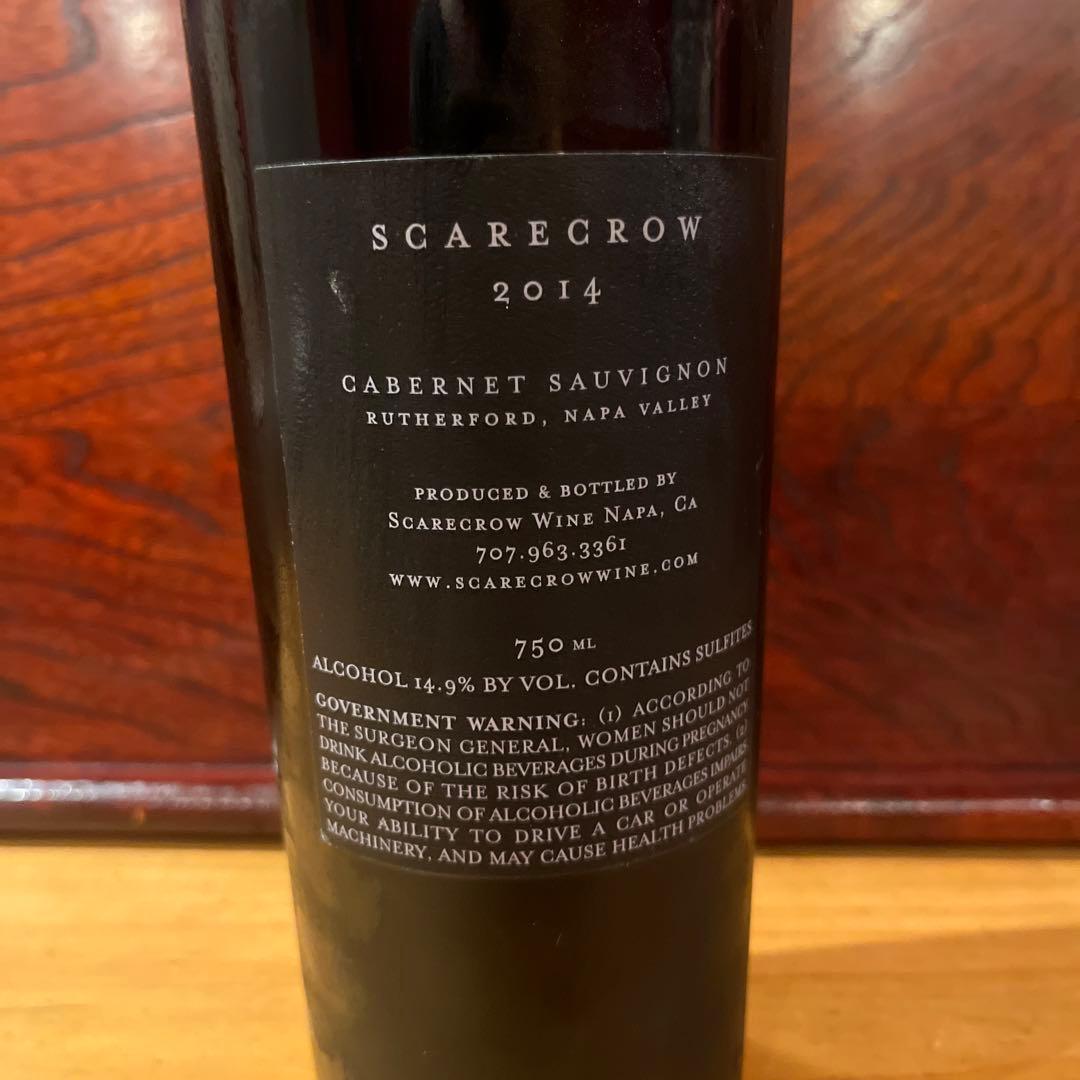 SCARECROW
2014
CABERNET SAUVIGNON
RUTHERFORD, NAPA VALLEY
PRODUCED & BOTTLED BY
SCARECROW WINE NAPA, CA
707.963.3361
WWW.SCARECROWWINE.COM
750 ML
ALCOHOL 14.9% BY VOL. CONTAINS SULFITES
GOVERNMENT WARNING: (1) ACCORDING TO
THE SURGEON GENERAL, WOMEN SHOULD NOT
DRINK ALCOHOLIC BEVERAGES DURING PREGNANCY
BECAUSE OF THE RISK OF BIRTH DEFECTS. (2)
CONSUMPTION OF ALCOHOLIC BEVERAGES IMPAIRS
YOUR ABILITY TO DRIVE A CAR OR OPERATE
MACHINERY, AND MAY CAUSE HEALTH PROBLEMS.